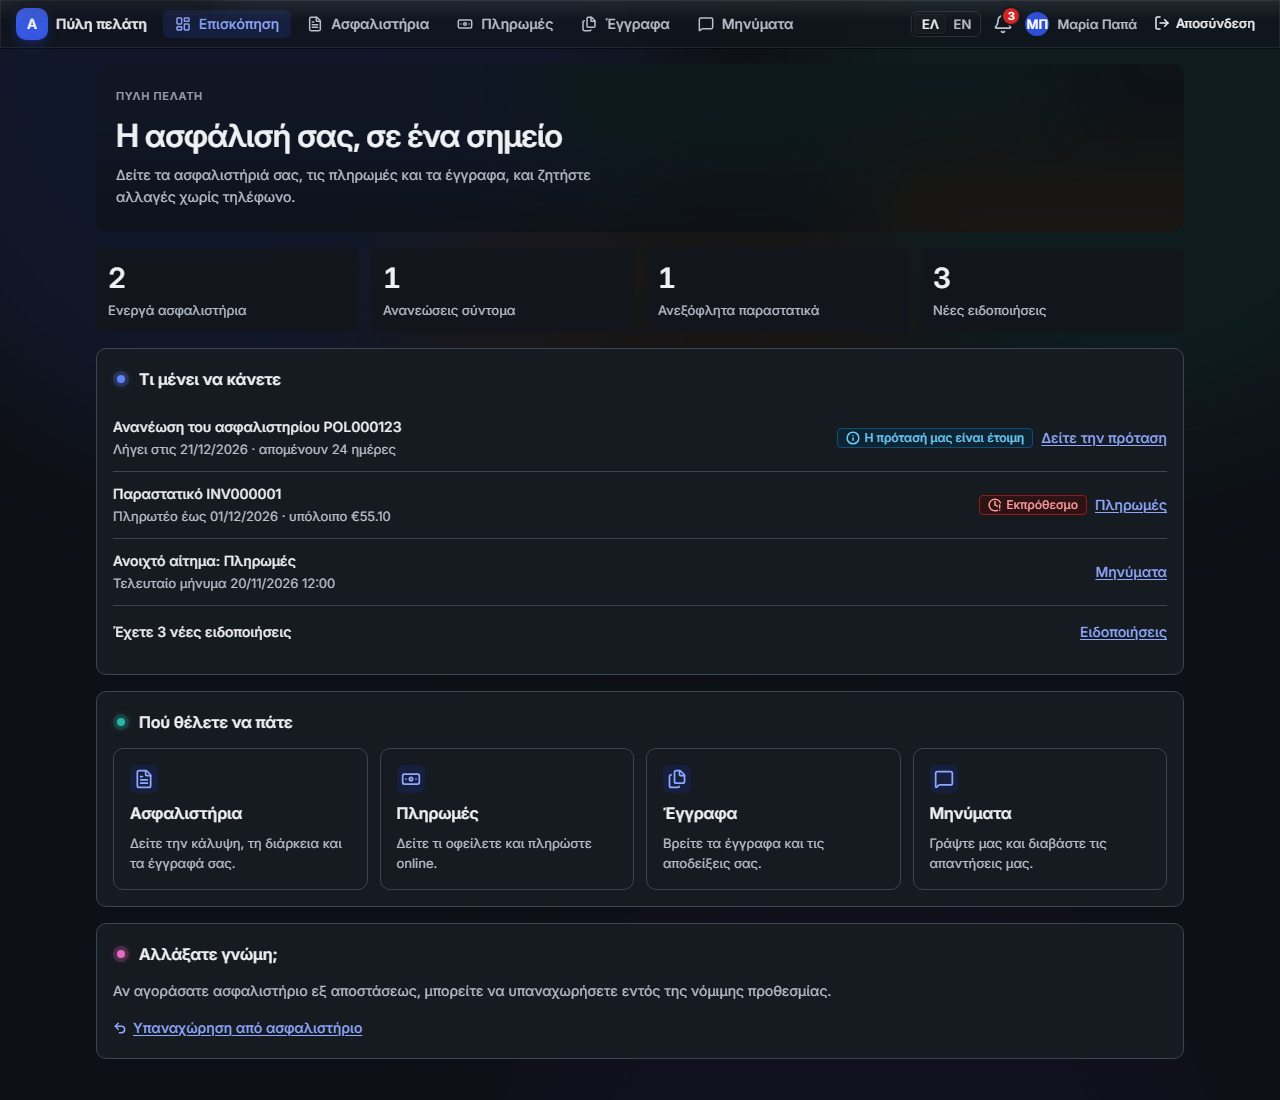 Α Πύλη πελάτη Επισκόπηση Ασφαλιστήρια Πληρωμές Έγγραφα Μηνύματα ΕΛ EN 3 ΜΠ Μαρία Παπά Αποσύνδεση
ΠΥΛΗ ΠΕΛΑΤΗ
Η ασφάλισή σας, σε ένα σημείο
Δείτε τα ασφαλιστήριά σας, τις πληρωμές και τα έγγραφα, και ζητήστε
αλλαγές χωρίς τηλέφωνο.
2 1 1 3
Ενεργά ασφαλιστήρια Ανανεώσεις σύντομα Ανεξόφλητα παραστατικά Νέες ειδοποιήσεις
Τι μένει να κάνετε
Ανανέωση του ασφαλιστηρίου POL000123
Λήγει στις 21/12/2026 · απομένουν 24 ημέρες
Η πρότασή μας είναι έτοιμη Δείτε την πρόταση
Παραστατικό INV000001
Πληρωτέο έως 01/12/2026 · υπόλοιπο €55.10
Εκπρόθεσμο Πληρωμές
Ανοιχτό αίτημα: Πληρωμές
Τελευταίο μήνυμα 20/11/2026 12:00
Μηνύματα
Έχετε 3 νέες ειδοποιήσεις Ειδοποιήσεις
Πού θέλετε να πάτε
Ασφαλιστήρια
Δείτε την κάλυψη, τη διάρκεια και
τα έγγραφά σας.
Πληρωμές
Δείτε τι οφείλετε και πληρώστε
online.
Έγγραφα
Βρείτε τα έγγραφα και τις
αποδείξεις σας.
Μηνύματα
Γράψτε μας και διαβάστε τις
απαντήσεις μας.
Αλλάξατε γνώμη;
Αν αγοράσατε ασφαλιστήριο εξ αποστάσεως, μπορείτε να υπαναχωρήσετε εντός της νόμιμης προθεσμίας.
Υπαναχώρηση από ασφαλιστήριο